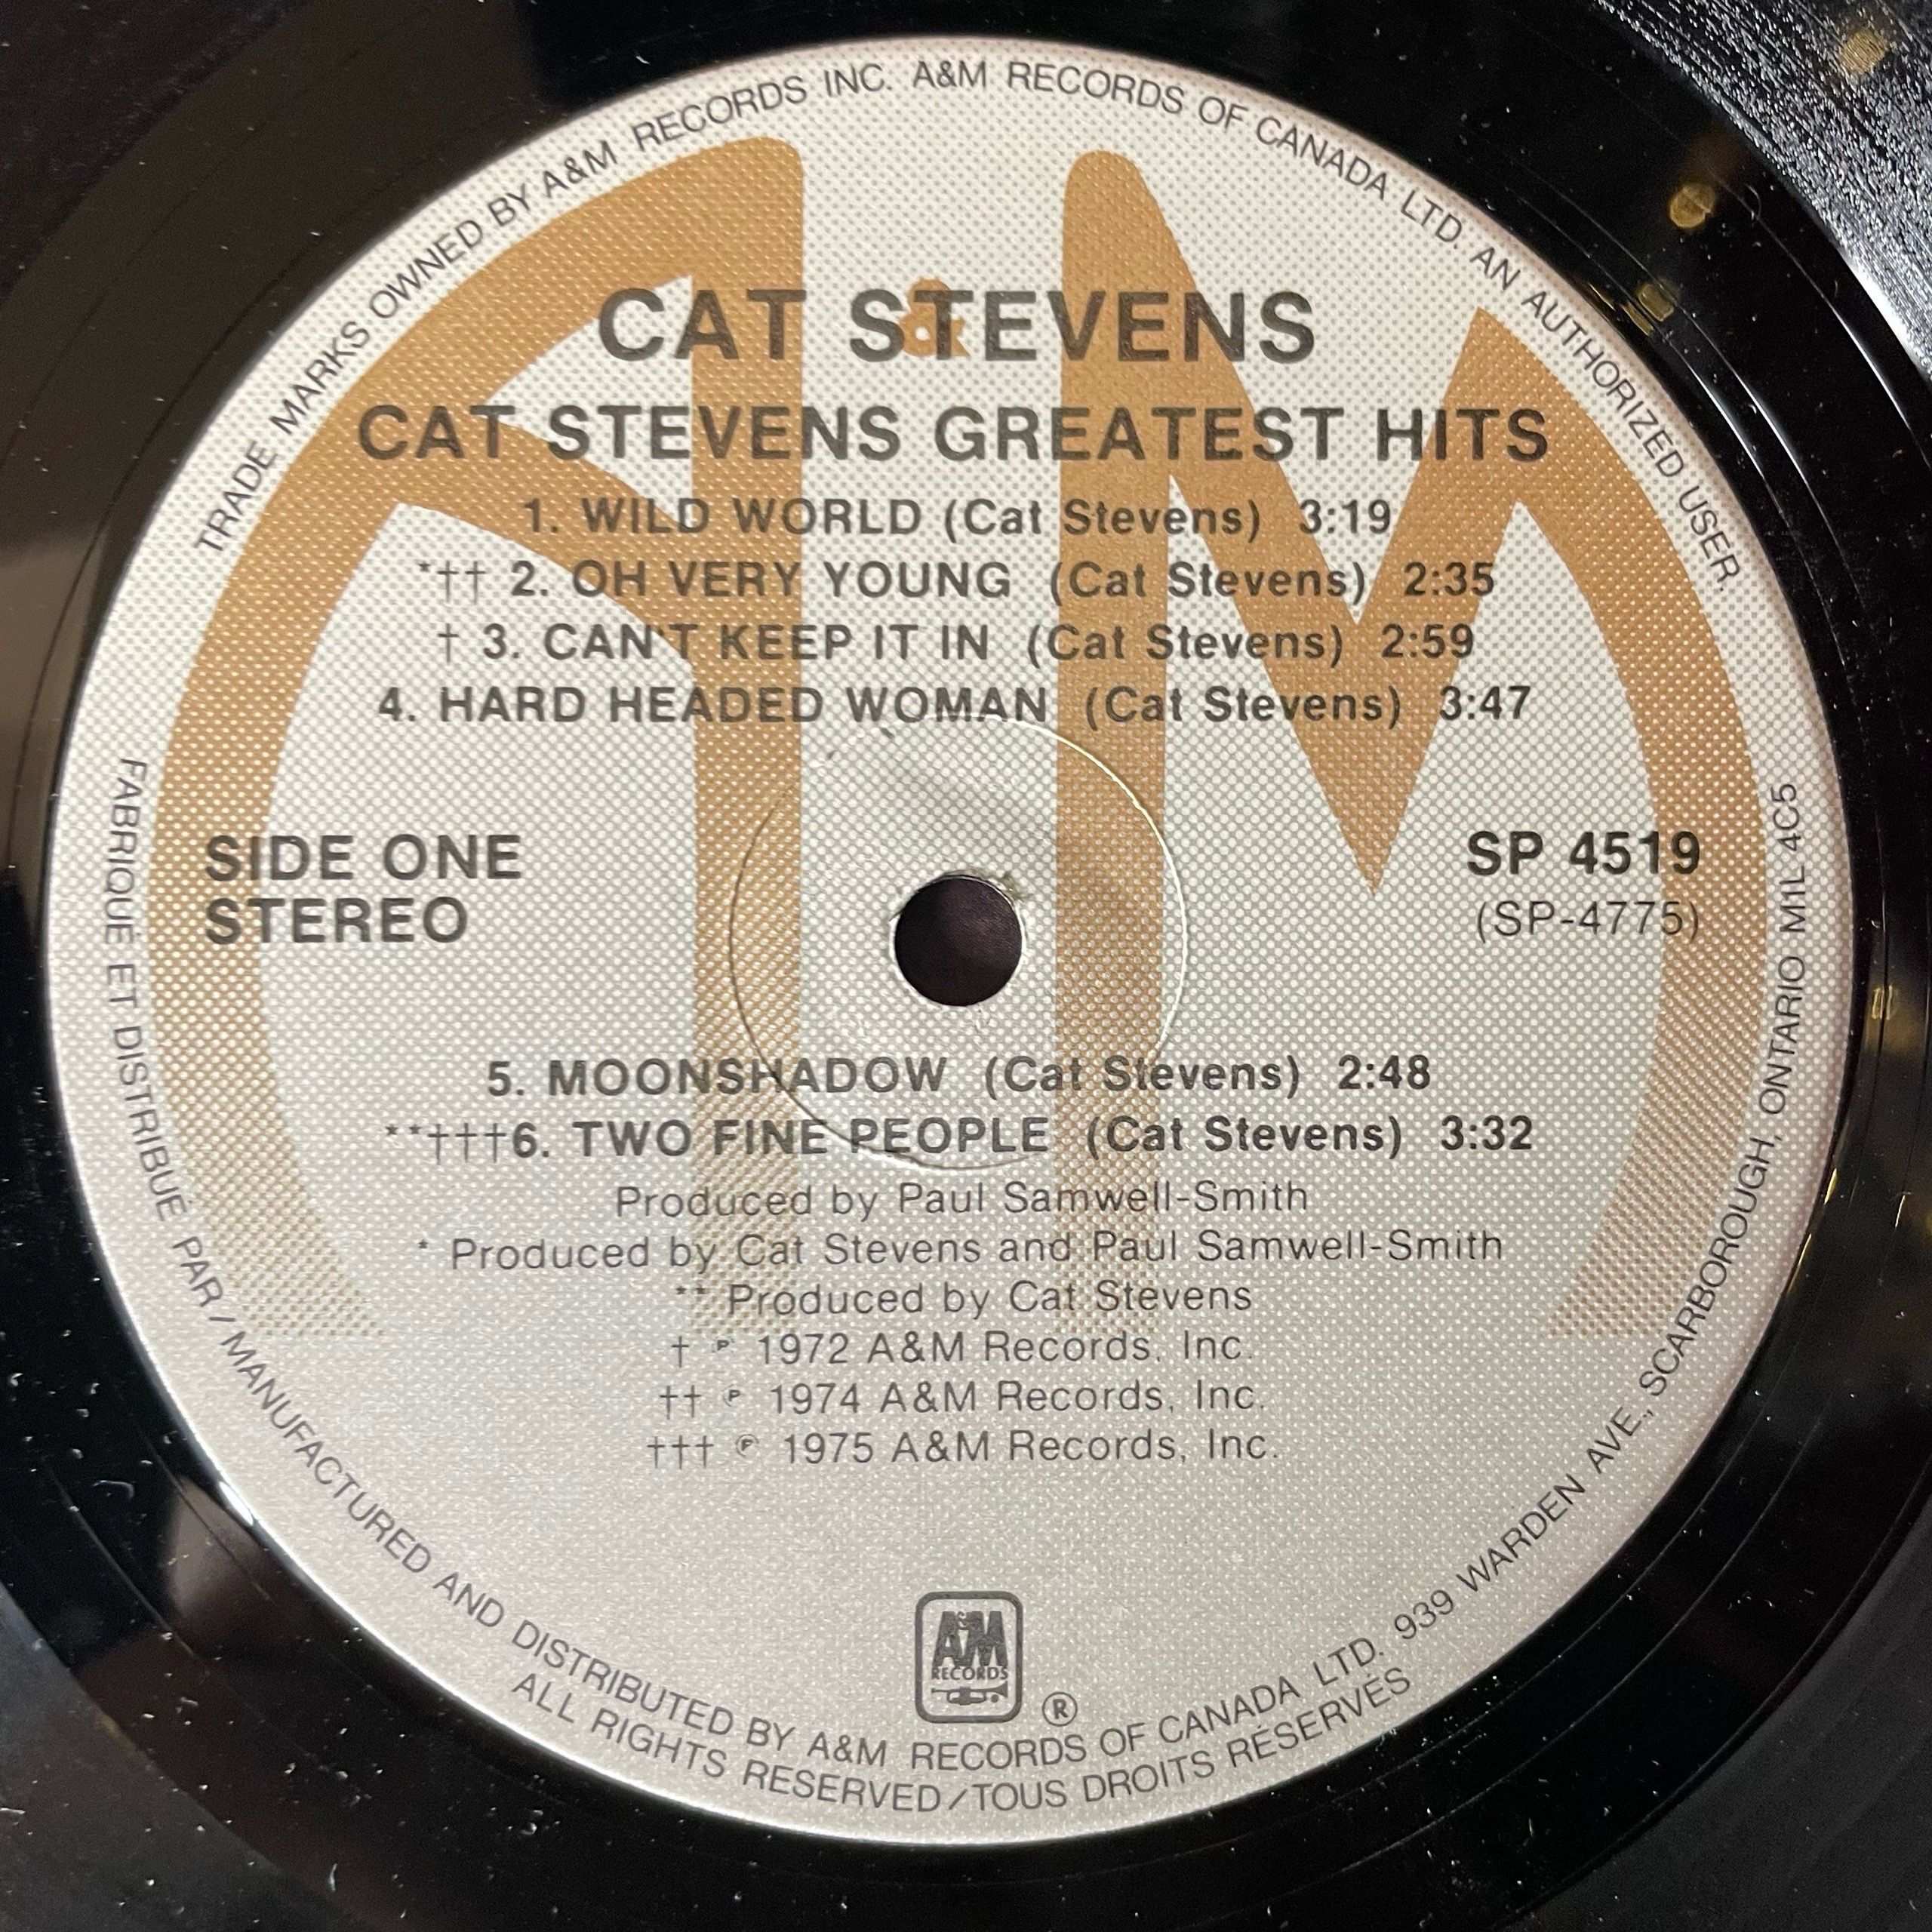 TRADE MARKS OWNED BY A&M RECORDS INC. A&M RECORDS OF CANADA LTD. AN AUTHORIZED USER.
A&M
CAT STEVENS
CAT STEVENS GREATEST HITS
1. WILD WORLD (Cat Stevens) 3:19
*†† 2. OH VERY YOUNG (Cat Stevens) 2:35
† 3. CAN'T KEEP IT IN (Cat Stevens) 2:59
4. HARD HEADED WOMAN (Cat Stevens) 3:47
SIDE ONE
STEREO
SP 4519
(SP-4775)
5. MOONSHADOW (Cat Stevens) 2:48
**†††6. TWO FINE PEOPLE (Cat Stevens) 3:32
Produced by Paul Samwell-Smith
* Produced by Cat Stevens and Paul Samwell-Smith
** Produced by Cat Stevens
† ℗ 1972 A&M Records, Inc.
†† ℗ 1974 A&M Records, Inc.
††† ℗ 1975 A&M Records, Inc.
A&M
RECORDS
®
FABRIQUÉ ET DISTRIBUÉ PAR / MANUFACTURED AND DISTRIBUTED BY A&M RECORDS OF CANADA LTD. 939 WARDEN AVE., SCARBOROUGH, ONTARIO MIL 4C5
ALL RIGHTS RESERVED/TOUS DROITS RÉSERVÉS